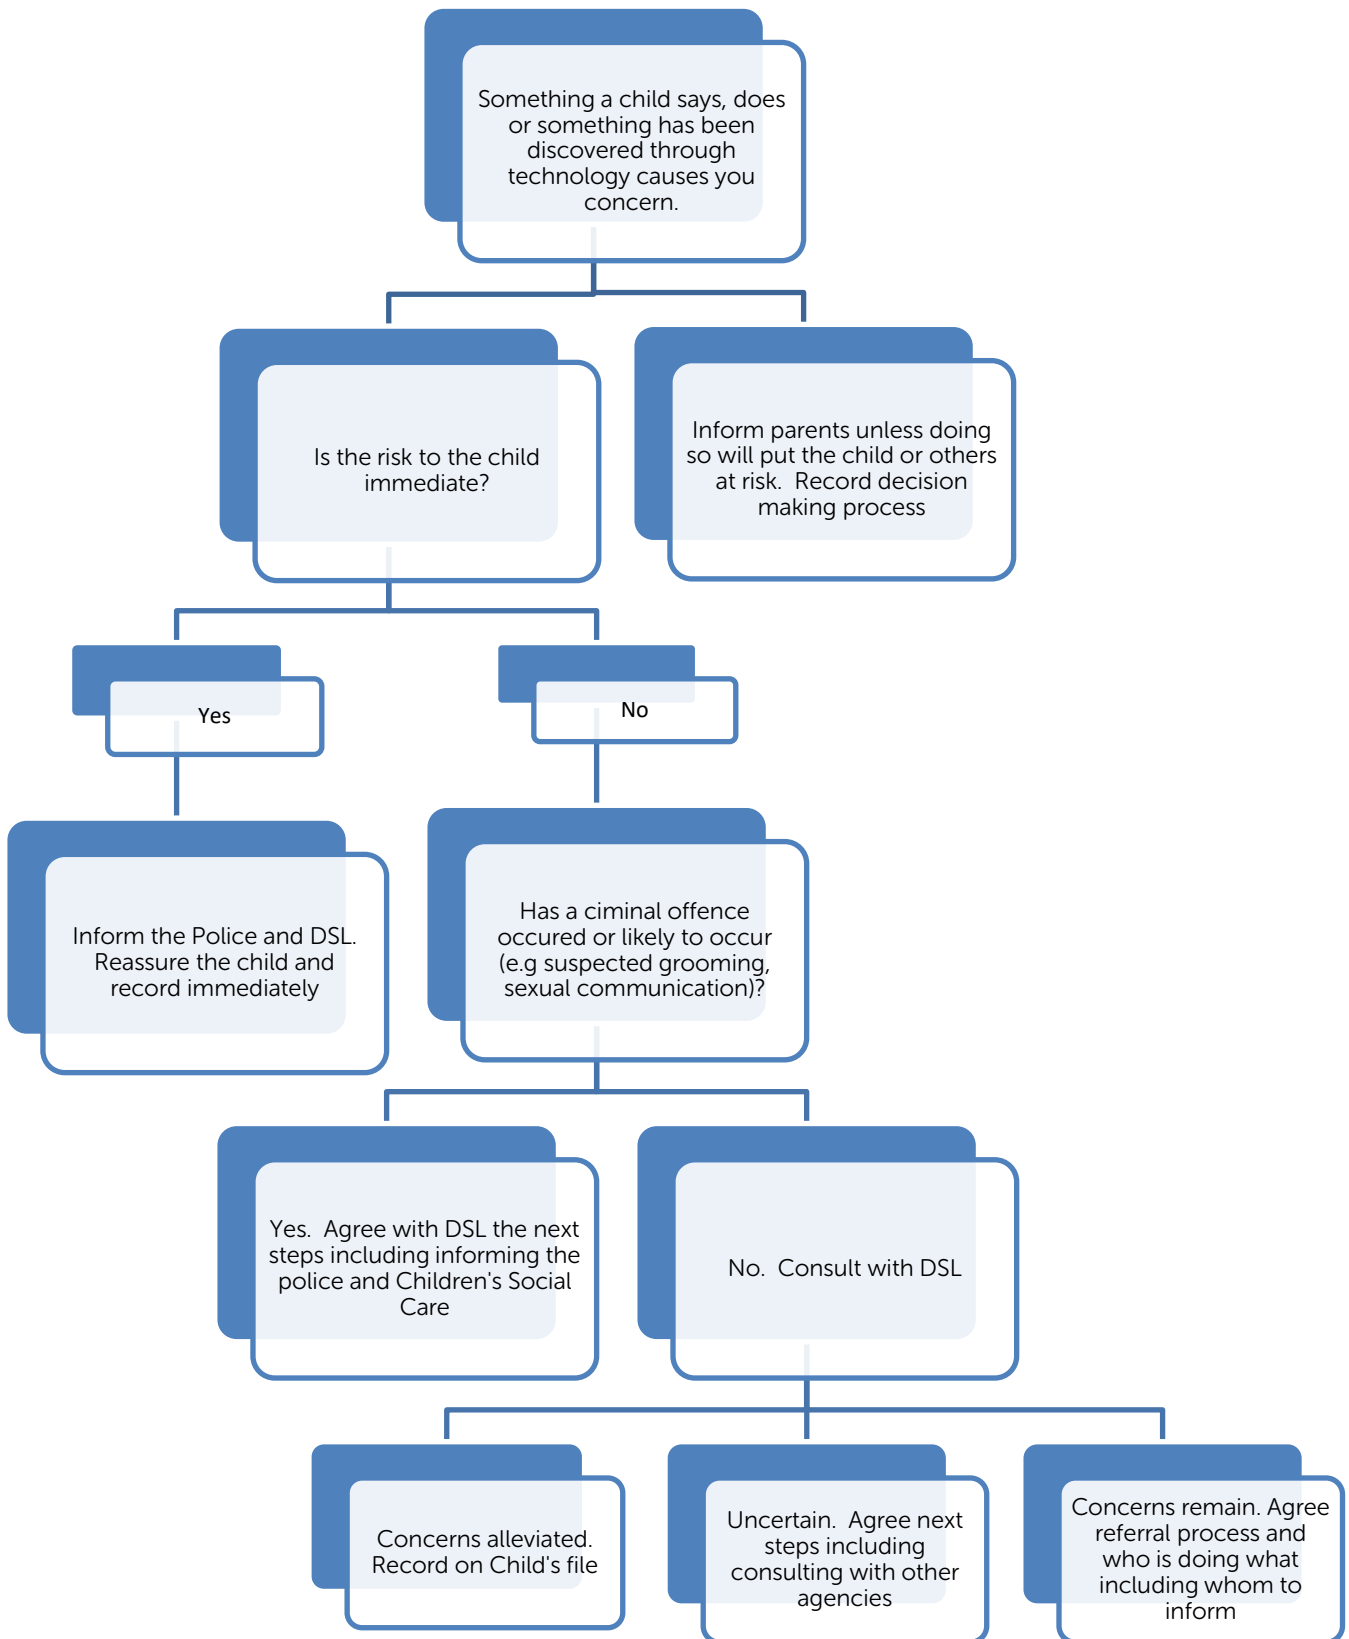 Something a child says, does
or something has been
discovered through
technology causes you
concern.
Is the risk to the child
immediate?
Inform parents unless doing
so will put the child or others
at risk.  Record decision
making process
Yes
No
Inform the Police and DSL.
Reassure the child and
record immediately
Has a ciminal offence
occured or likely to occur
(e.g suspected grooming,
sexual communication)?
Yes.  Agree with DSL the next
steps including informing the
police and Children's Social
Care
No.  Consult with DSL
Concerns alleviated.
Record on Child's file
Uncertain.  Agree next
steps including
consulting with other
agencies
Concerns remain. Agree
referral process and
who is doing what
including whom to
inform